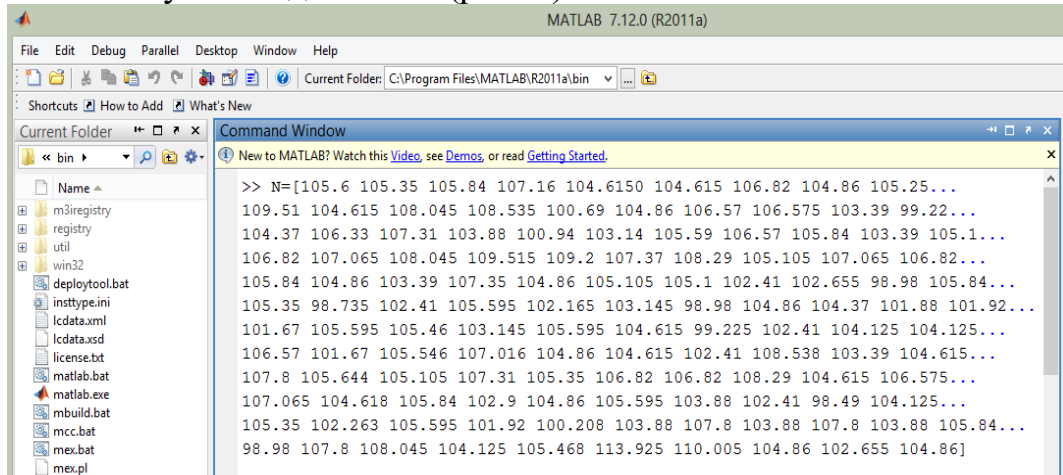 MATLAB 7.12.0 (R2011a)
File Edit Debug Parallel Desktop Window Help
Current Folder: C:\Program Files\MATLAB\R2011a\bin
Shortcuts How to Add What's New
Current Folder
« bin
Name
m3iregistry
registry
util
win32
deploytool.bat
insttype.ini
lcdata.xml
lcdata.xsd
license.txt
matlab.bat
matlab.exe
mbuild.bat
mcc.bat
mex.bat
mex.pl
Command Window
New to MATLAB? Watch this Video, see Demos, or read Getting Started.
>> N=[105.6 105.35 105.84 107.16 104.6150 104.615 106.82 104.86 105.25...
109.51 104.615 108.045 108.535 100.69 104.86 106.57 106.575 103.39 99.22...
104.37 106.33 107.31 103.88 100.94 103.14 105.59 106.57 105.84 103.39 105.1...
106.82 107.065 108.045 109.515 109.2 107.37 108.29 105.105 107.065 106.82...
105.84 104.86 103.39 107.35 104.86 105.105 105.1 102.41 102.655 98.98 105.84...
105.35 98.735 102.41 105.595 102.165 103.145 98.98 104.86 104.37 101.88 101.92...
101.67 105.595 105.46 103.145 105.595 104.615 99.225 102.41 104.125 104.125...
106.57 101.67 105.546 107.016 104.86 104.615 102.41 108.538 103.39 104.615...
107.8 105.644 105.105 107.31 105.35 106.82 106.82 108.29 104.615 106.575...
107.065 104.618 105.84 102.9 104.86 105.595 103.88 102.41 98.49 104.125...
105.35 102.263 105.595 101.92 100.208 103.88 107.8 103.88 107.8 103.88 105.84...
98.98 107.8 108.045 104.125 105.468 113.925 110.005 104.86 102.655 104.86]